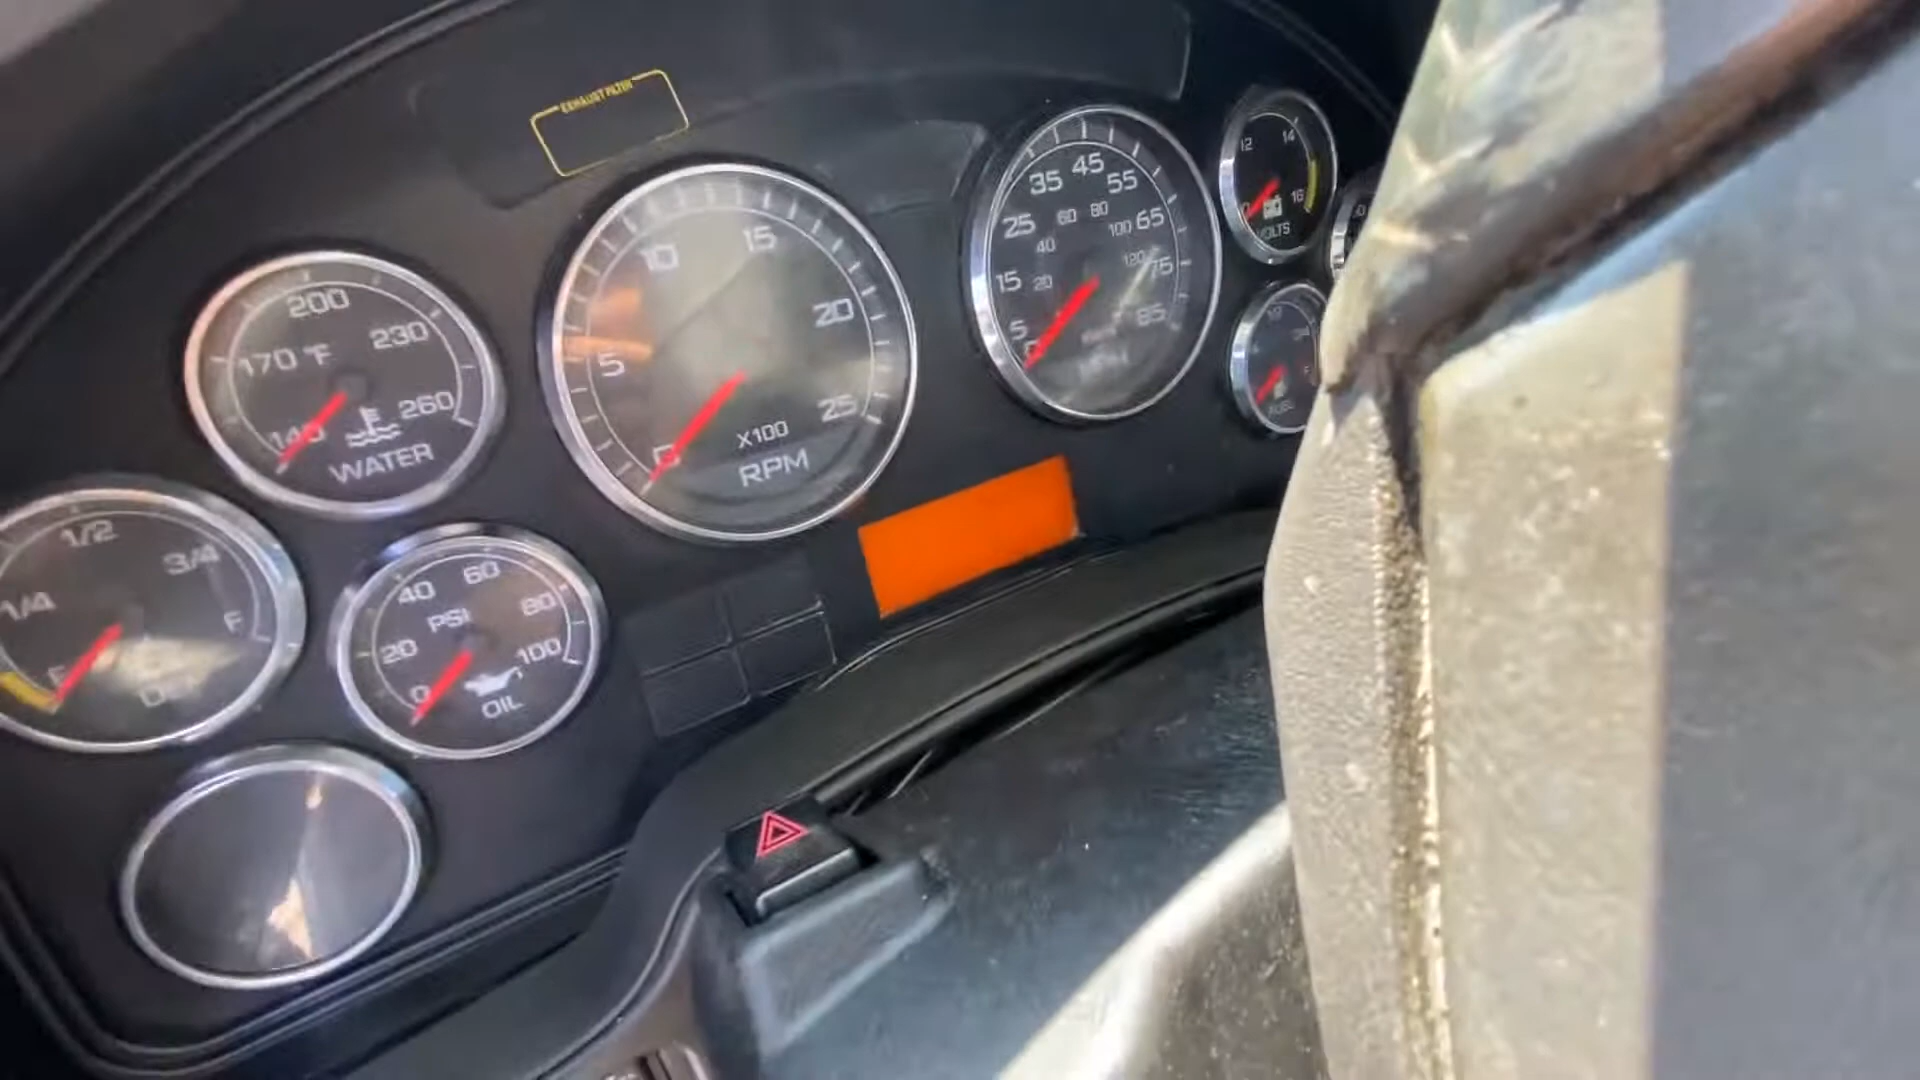 EXHAUST FILTER
200
170 °F 230
140 260
WATER
10 15
5 20
0 25
X100
RPM
35 45 55
25 65
15 75
5 85
60 80
40 100
20 120
MPH
12 14
16
VOLTS
FUEL
1/2
1/4 3/4
E F
40 60
20 PSI 80
0 100
OIL